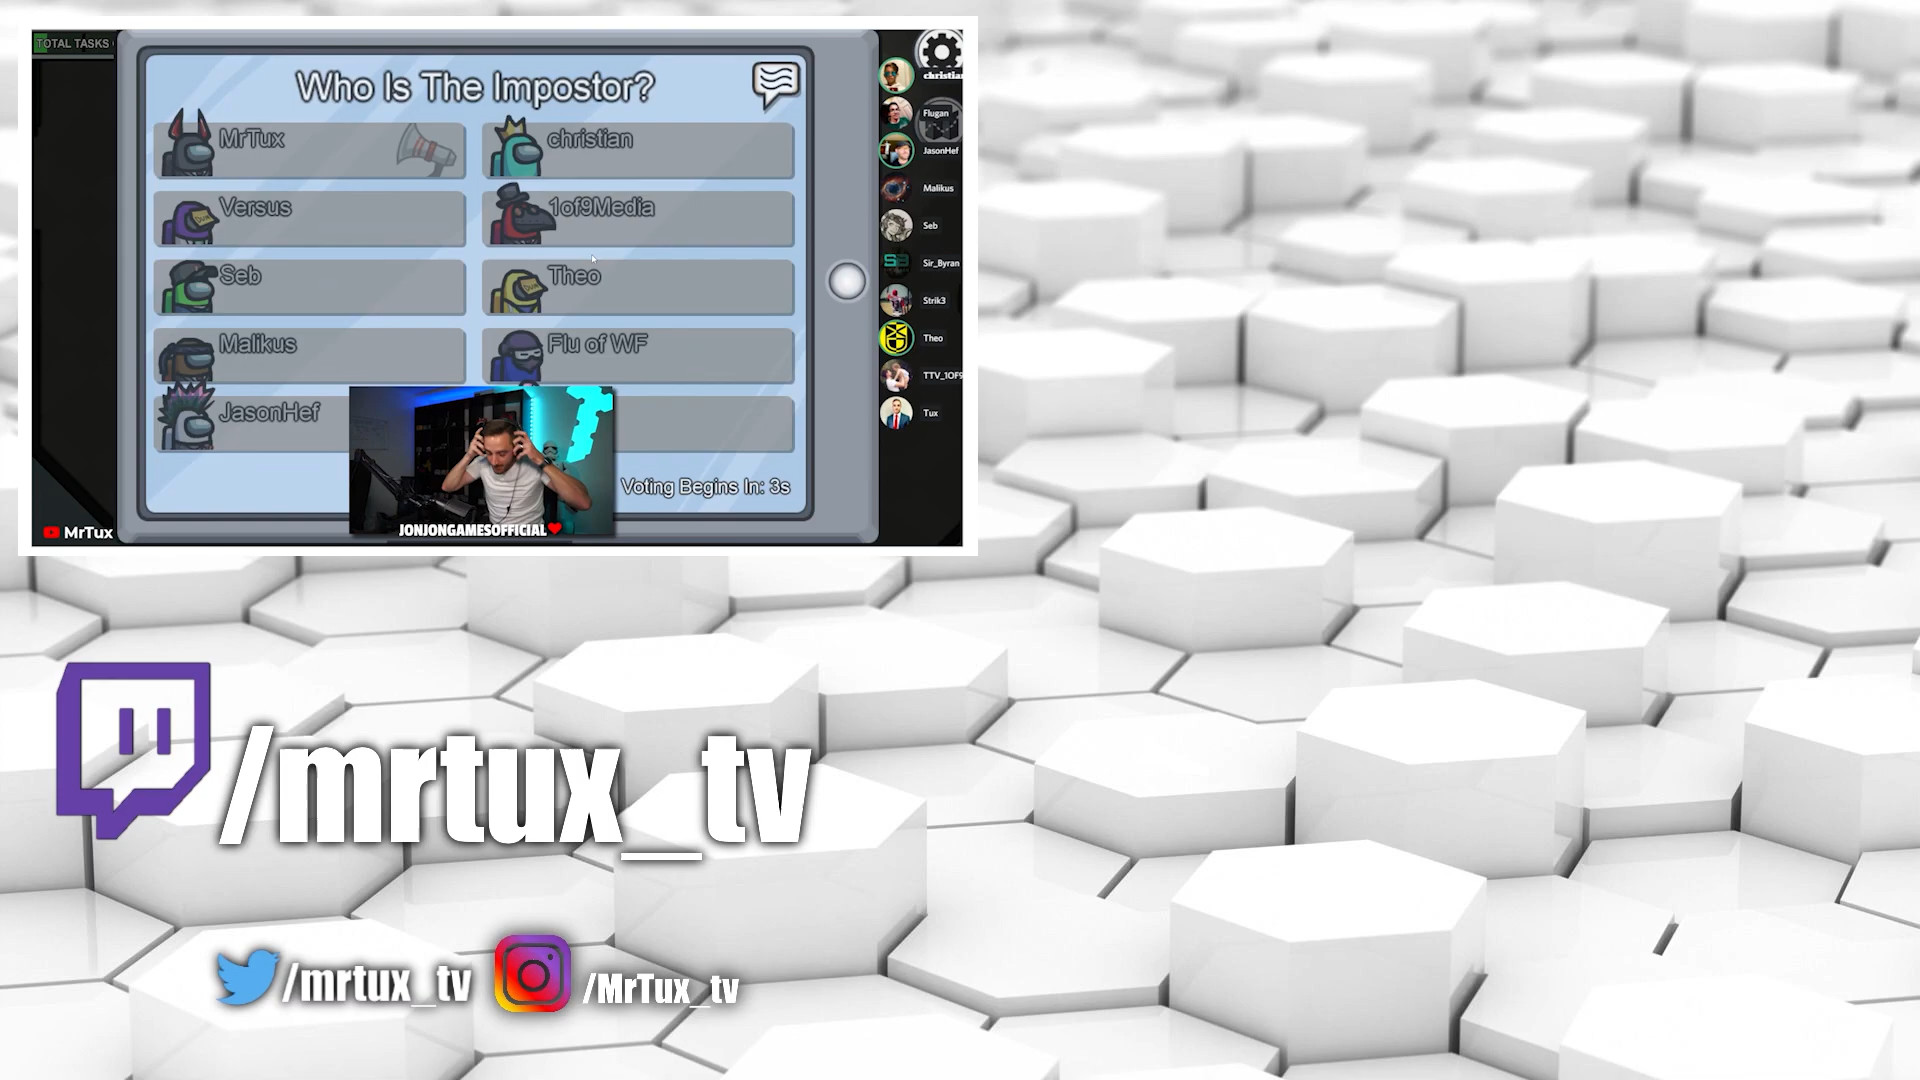 TOTAL TASKS
Who Is The Impostor?
MrTux
christian
Versus
1of9Media
Seb
Theo
Malikus
Flu of WF
JasonHef
Voting Begins In: 3s
JONJONGAMESOFFICIAL
MrTux
christian
Flugan
JasonHef
Malikus
Seb
Sir_Byran
Strik3
Theo
TTV_1OF9
Tux
/mrtux_tv
/mrtux_tv
/MrTux_tv